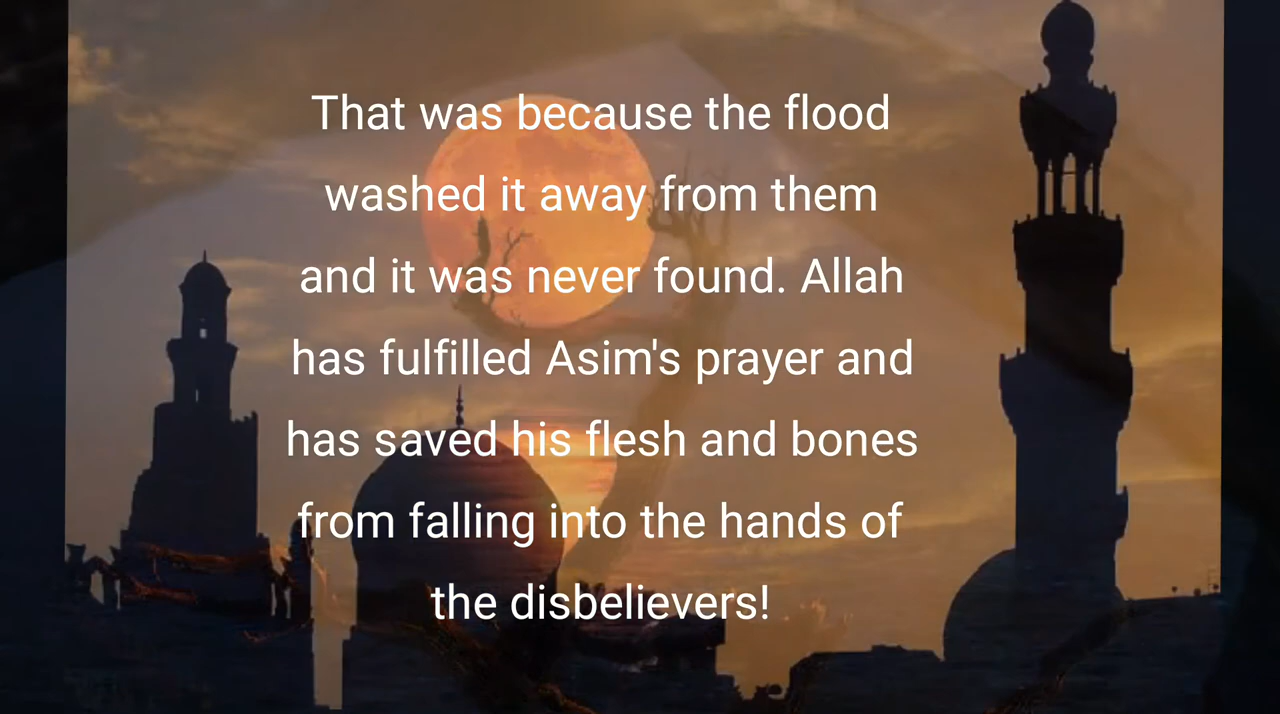 That was because the flood
washed it away from them
and it was never found. Allah
has fulfilled Asim's prayer and
has saved his flesh and bones
from falling into the hands of
the disbelievers!